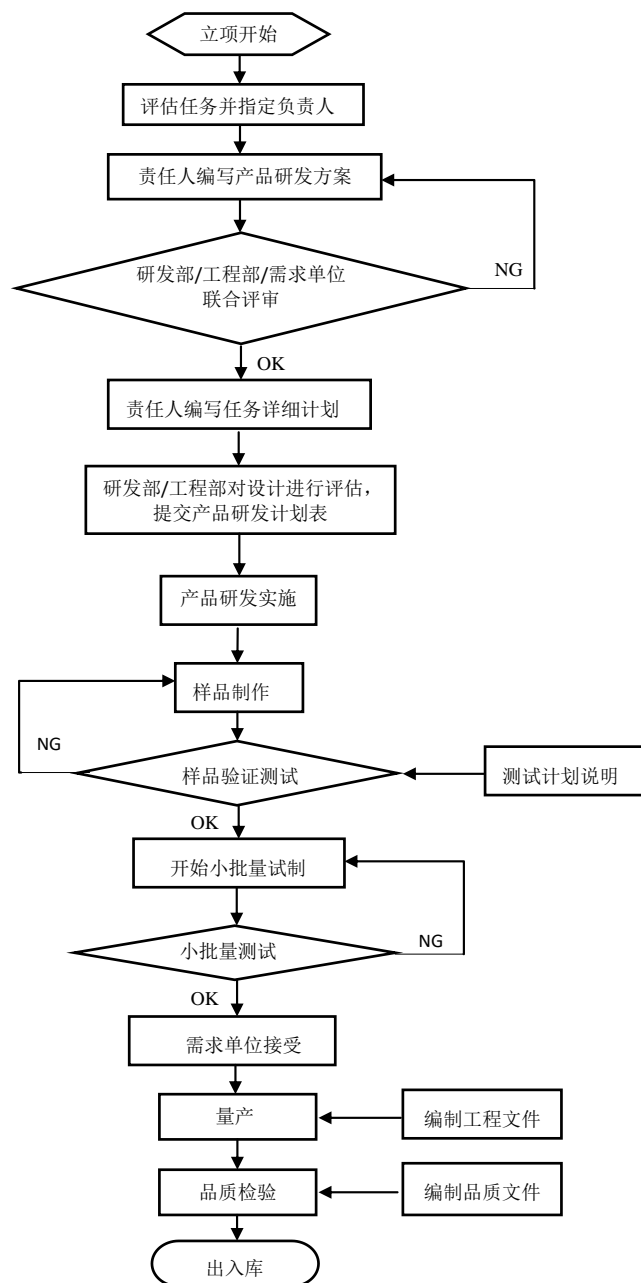 立项开始
评估任务并指定负责人
责任人编写产品研发方案
研发部/工程部/需求单位
联合评审
NG
OK
责任人编写任务详细计划
研发部/工程部对设计进行评估，
提交产品研发计划表
产品研发实施
样品制作
NG
样品验证测试
测试计划说明
OK
开始小批量试制
小批量测试
NG
OK
需求单位接受
量产
编制工程文件
品质检验
编制品质文件
出入库